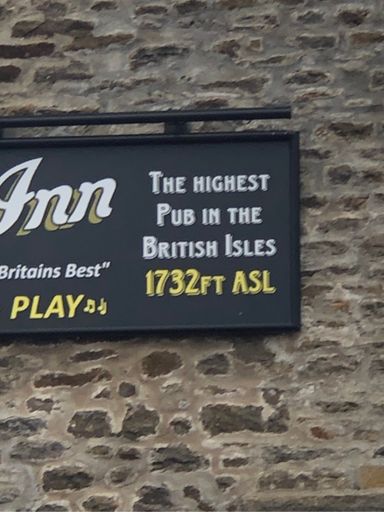 Inn
THE HIGHEST
PUB IN THE
BRITISH ISLES
1732FT ASL
Britains Best"
PLAY